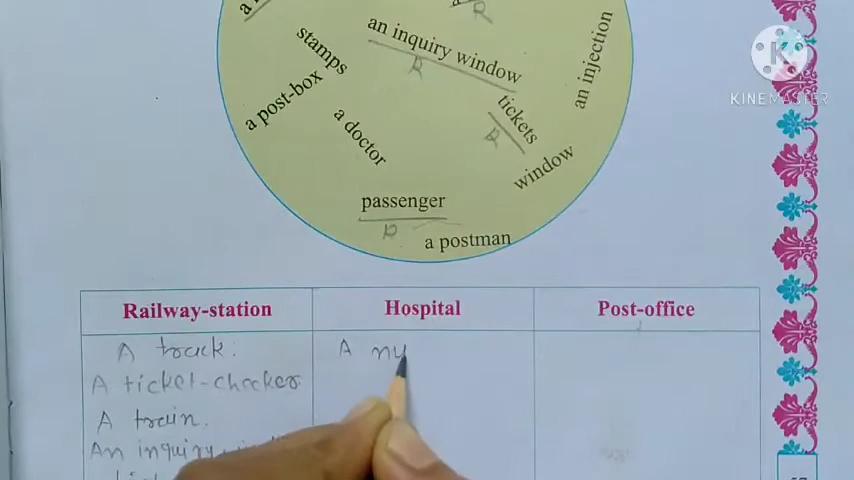 KINEMASTER
an inquiry window
R
stamps
an injection
a post-box
tickets
R
a doctor
window
passenger
R
a postman
Railway-station Hospital Post-office
A track. A nu
A ticket-checker
A train.
An inquiry